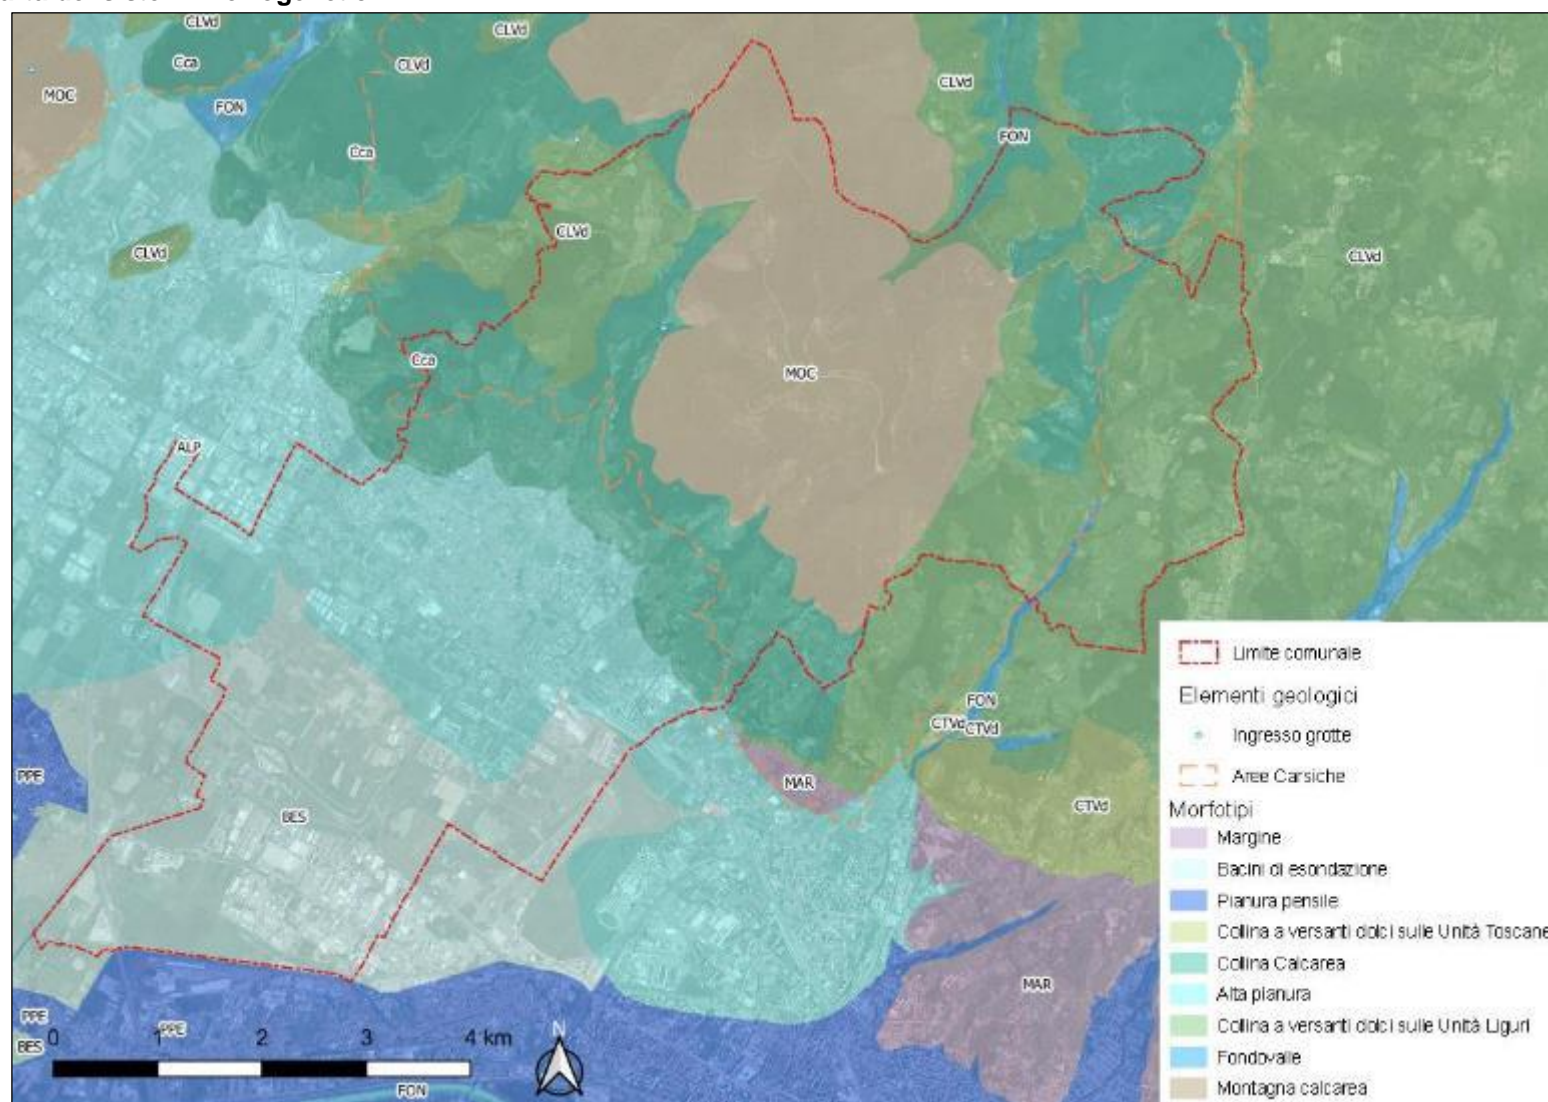 CLVd
CLVd
Cca
CLVd
MOC
CLVd
FON
FON
Cca
CLVd
CLVd
CLVd
Cca
MOC
ALP
FON
CTVd
CTVd
PPE
MAR
CTVd
BES
MAR
PPE
PPE
BES
FON
0 1 2 3 4 km
N
Limite comunale
Elementi geologici
Ingresso grotte
Aree Carsiche
Morfotipi
Margine
Bacini di esondazione
Pianura pensile
Collina a versanti dolci sulle Unità Toscane
Collina Calcarea
Alta pianura
Collina a versanti dolci sulle Unità Liguri
Fondovalle
Montagna calcarea